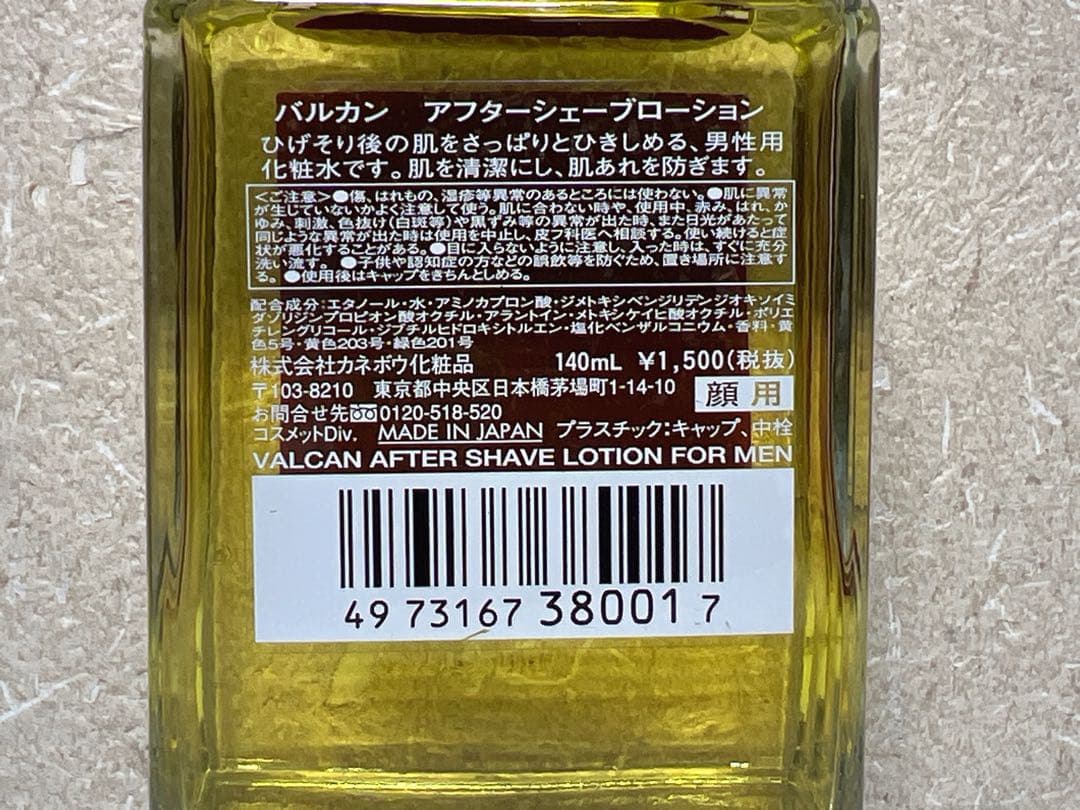 バルカン　アフターシェーブローション
ひげそり後の肌をさっぱりとひきしめる、男性用
化粧水です。肌を清潔にし、肌あれを防ぎます。
<ご注意>●傷、はれもの、湿疹等異常のあるところには使わない。●肌に異常
が生じていないかよく注意して使う。肌に合わない時や、使用中、赤み、はれ、か
ゆみ、刺激、色抜け(白斑等)や黒ずみ等の異常が出た時、また日光があたって
同じような異常が出た時は使用を中止し、皮フ科医へ相談する。使い続けると症
状が悪化することがある。●目に入らないように注意し、入った時は、すぐに充分
洗い流す。●子供や認知症の方などの誤飲等を防ぐため、置き場所に注意す
る。●使用後はキャップをきちんとしめる。
配合成分:エタノール・水・アミノカプロン酸・ジメトキシベンジリデンジオキソイミ
ダゾリジンプロピオン酸オクチル・アラントイン・メトキシケイヒ酸オクチル・ポリエ
チレングリコール・ジブチルヒドロキシトルエン・塩化ベンザルコニウム・香料・黄
色5号・黄色203号・緑色201号
株式会社カネボウ化粧品　140mL ¥1,500(税抜)
〒103-8210 東京都中央区日本橋茅場町1-14-10 顔用
お問合せ先 0120-518-520
コスメットDiv. MADE IN JAPAN プラスチック:キャップ、中栓
VALCAN AFTER SHAVE LOTION FOR MEN
49 73167 38001 7